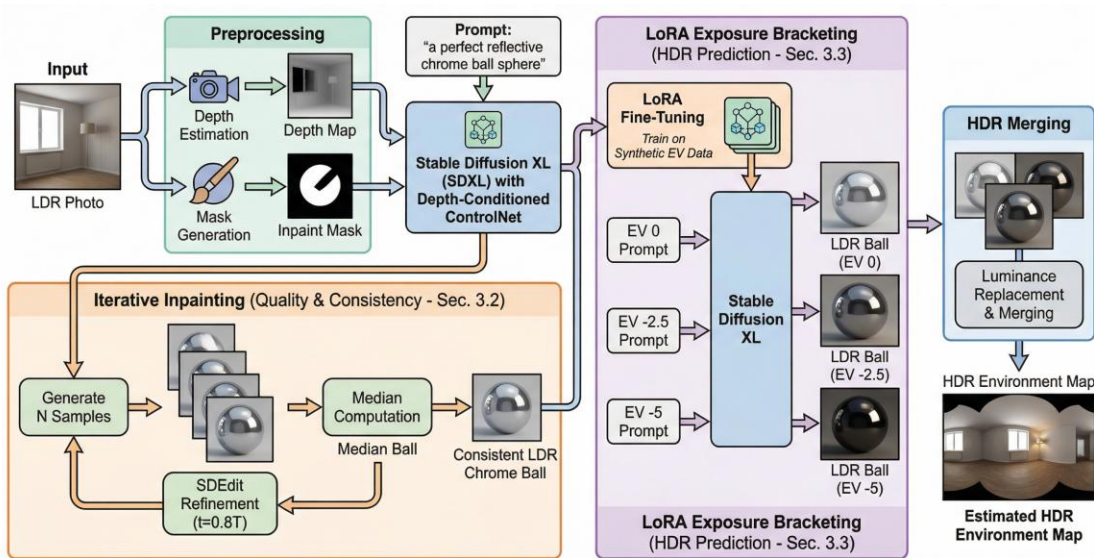 Input
LDR Photo
Preprocessing
Depth
Estimation
Depth Map
Mask
Generation
Inpaint Mask
Prompt:
“a perfect reflective
chrome ball sphere”
Stable Diffusion XL
(SDXL) with
Depth-Conditioned
ControlNet
Iterative Inpainting (Quality & Consistency - Sec. 3.2)
Generate
N Samples
Median
Computation
Median Ball
Consistent LDR
Chrome Ball
SDEdit
Refinement
(t=0.8T)
LoRA Exposure Bracketing
(HDR Prediction - Sec. 3.3)
LoRA
Fine-Tuning
Train on
Synthetic EV Data
EV 0
Prompt
EV -2.5
Prompt
EV -5
Prompt
Stable
Diffusion
XL
LDR Ball
(EV 0)
LDR Ball
(EV -2.5)
LDR Ball
(EV -5)
LoRA Exposure Bracketing
(HDR Prediction - Sec. 3.3)
HDR Merging
Luminance
Replacement
& Merging
HDR Environment Map
Estimated HDR
Environment Map